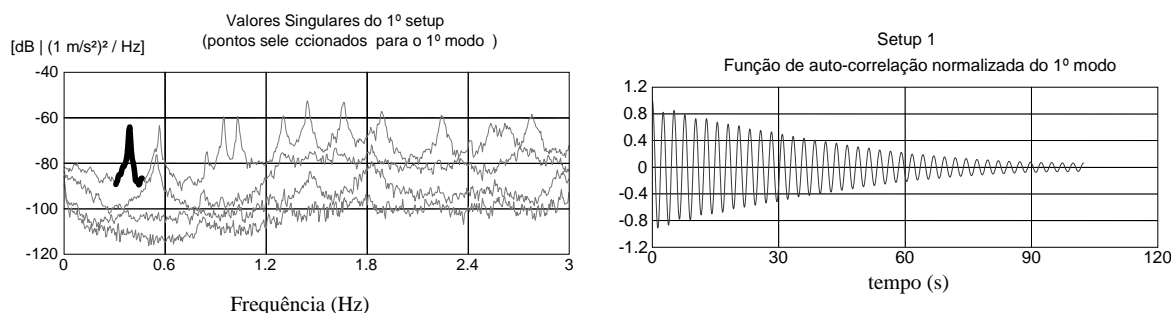 Valores Singulares do 1º setup
(pontos sele ccionados para o 1º modo )
[dB | (1 m/s²)² / Hz]
-40
-60
-80
-100
-120
0 0.6 1.2 1.8 2.4 3
Frequência (Hz)
Setup 1
Função de auto-correlação normalizada do 1º modo
1.2
0.8
0.4
0
-0.4
-0.8
-1.2
0 30 60 90 120
tempo (s)